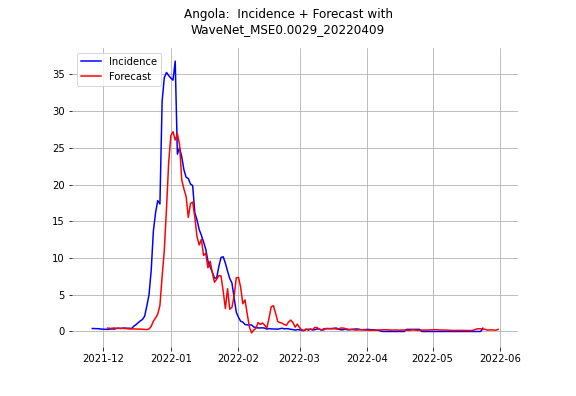 Angola:  Incidence + Forecast with
WaveNet_MSE0.0029_20220409
Incidence
Forecast
35
30
25
20
15
10
5
0
2021-12 2022-01 2022-02 2022-03 2022-04 2022-05 2022-06